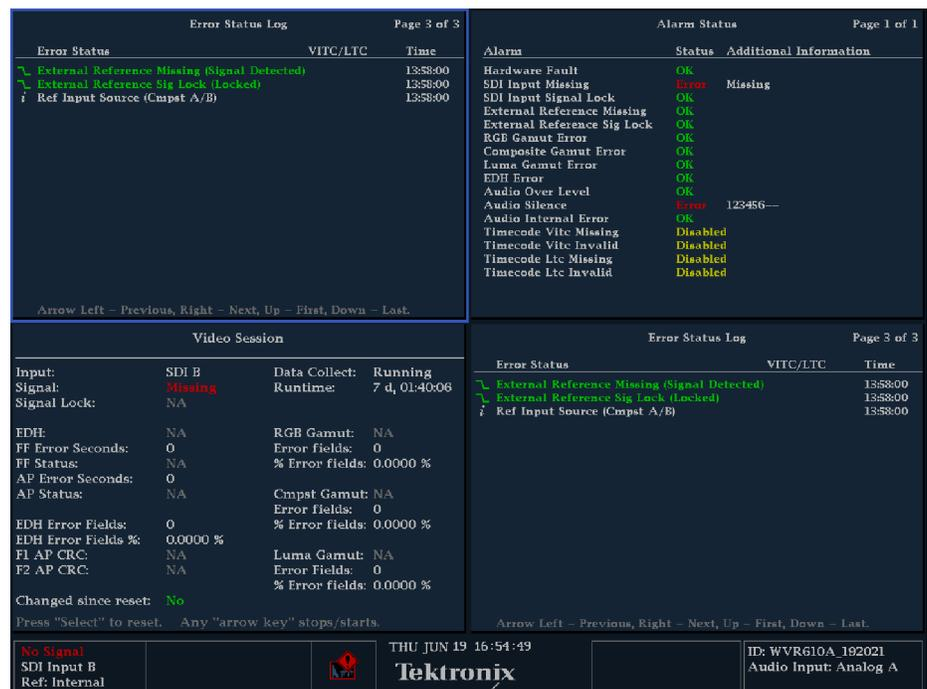 Error Status Log Page 3 of 3
Error Status VITC/LTC Time
External Reference Missing (Signal Detected) 13:58:00
External Reference Sig Lock (Locked) 13:58:00
i Ref Input Source (Cmpst A/B) 13:58:00
Arrow Left – Previous, Right – Next, Up – First, Down – Last.
Alarm Status Page 1 of 1
Alarm Status Additional Information
Hardware Fault OK
SDI Input Missing Error Missing
SDI Input Signal Lock OK
External Reference Missing OK
External Reference Sig Lock OK
RGB Gamut Error OK
Composite Gamut Error OK
Luma Gamut Error OK
EDH Error OK
Audio Over Level OK
Audio Silence Error 123456––
Audio Internal Error OK
Timecode Vitc Missing Disabled
Timecode Vitc Invalid Disabled
Timecode Ltc Missing Disabled
Timecode Ltc Invalid Disabled
Video Session
Input: SDI B Data Collect: Running
Signal: Missing Runtime: 7 d, 01:40:06
Signal Lock: NA
EDH: NA RGB Gamut: NA
FF Error Seconds: 0 Error fields: 0
FF Status: NA % Error fields: 0.0000 %
AP Error Seconds: 0
AP Status: NA Cmpst Gamut: NA
Error fields: 0
EDH Error Fields: 0 % Error fields: 0.0000 %
EDH Error Fields %: 0.0000 %
F1 AP CRC: NA Luma Gamut: NA
F2 AP CRC: NA Error Fields: 0
% Error fields: 0.0000 %
Changed since reset: No
Press "Select" to reset. Any "arrow key" stops/starts.
Error Status Log Page 3 of 3
Error Status VITC/LTC Time
External Reference Missing (Signal Detected) 13:58:00
External Reference Sig Lock (Locked) 13:58:00
i Ref Input Source (Cmpst A/B) 13:58:00
Arrow Left – Previous, Right – Next, Up – First, Down – Last.
No Signal
SDI Input B
Ref: Internal
THU JUN 19 16:54:49
Tektronix
ID: WVR610A_192021
Audio Input: Analog A